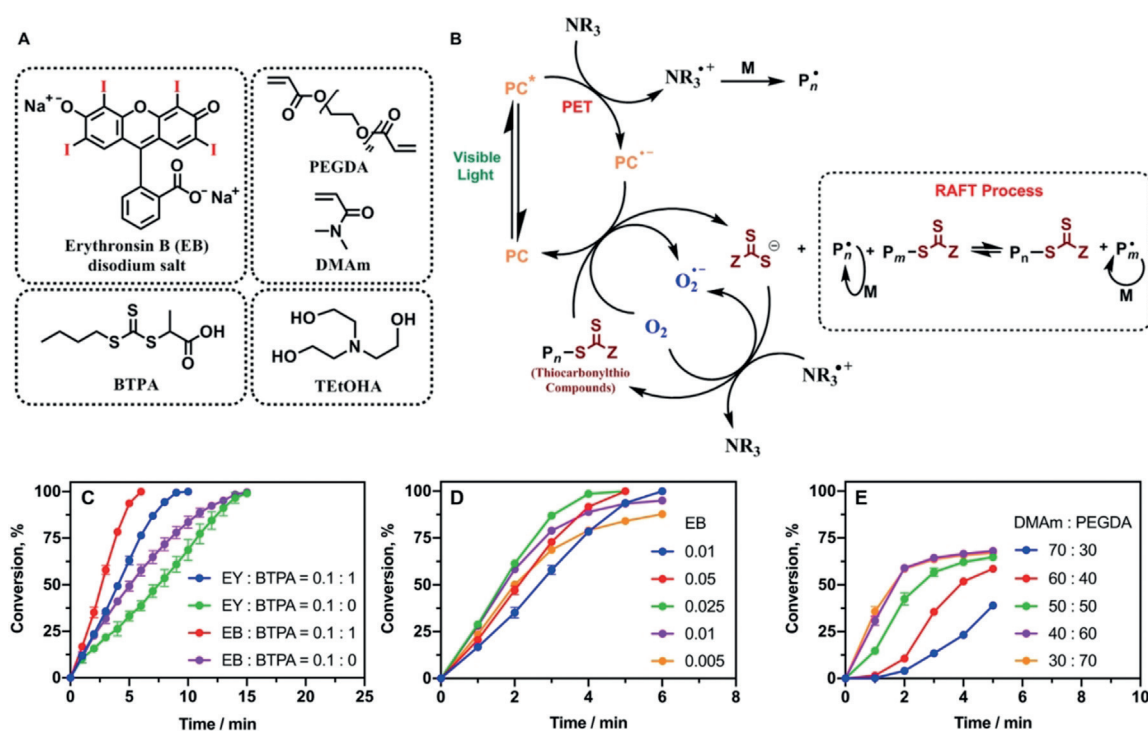 A
I
I
I
I
Na⁺⁻O
O
O
O
O⁻ Na⁺
Erythronsin B (EB)
disodium salt
O
O
O
n
O
PEGDA
O
N
DMAm
S
S
S
OH
O
BTPA
HO
OH
N
HO
TEtOHA
B
NR₃
PC*
PET
NR₃•⁺
M
Pₙ•
Visible
Light
PC•⁻
PC
O₂•⁻
O₂
S
Z
S
⊖
+
Pₙ–S
S
Z
(Thiocarbonylthio
Compounds)
NR₃•⁺
NR₃
RAFT Process
Pₙ• + Pₘ–S
S
Z
⇌ Pₙ–S
S
Z
+ Pₘ•
M
M
C
Conversion, %
100
75
50
25
0
0 5 10 15 20 25
Time / min
EY : BTPA = 0.1 : 1
EY : BTPA = 0.1 : 0
EB : BTPA = 0.1 : 1
EB : BTPA = 0.1 : 0
D
Conversion, %
100
75
50
25
0
0 2 4 6 8
Time / min
EB
0.01
0.05
0.025
0.01
0.005
E
Conversion, %
100
75
50
25
0
0 2 4 6 8 10
Time / min
DMAm : PEGDA
70 : 30
60 : 40
50 : 50
40 : 60
30 : 70